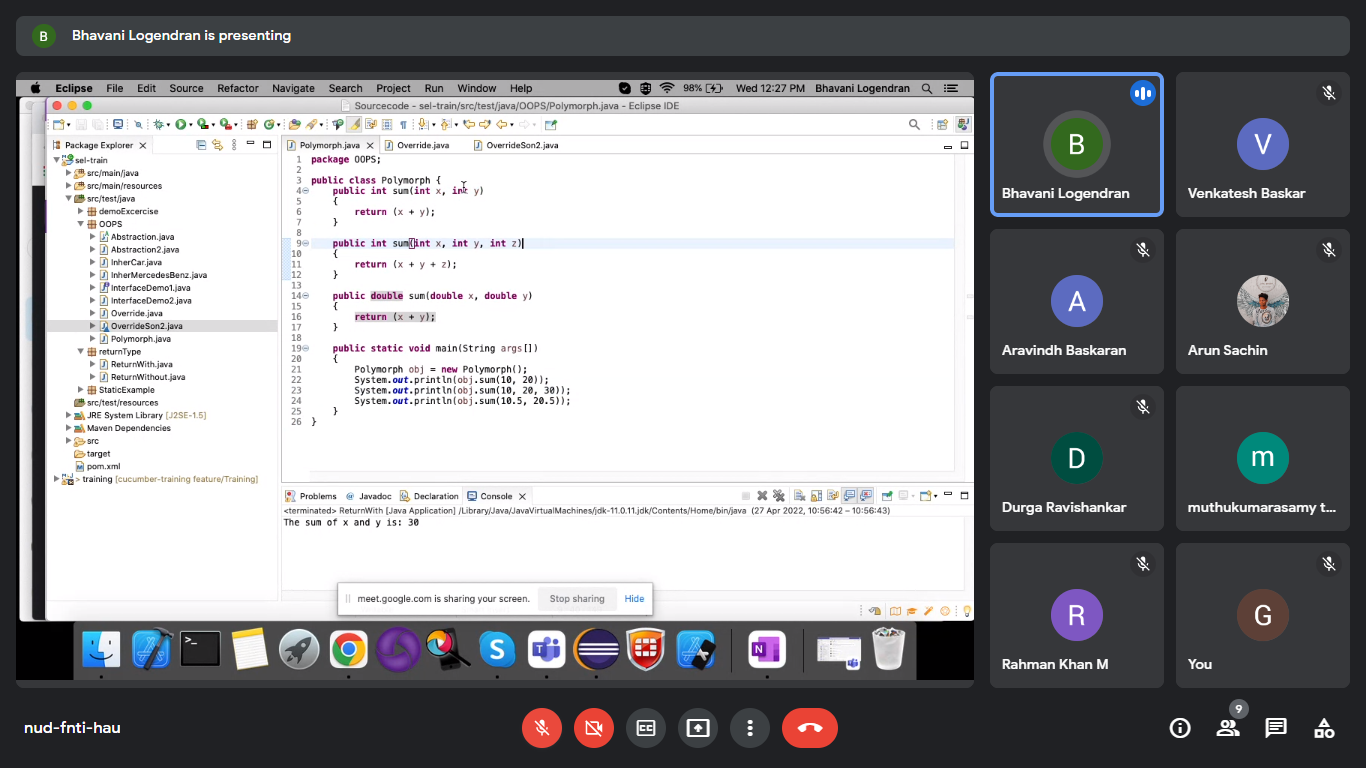 B Bhavani Logendran is presenting
Eclipse File Edit Source Refactor Navigate Search Project Run Window Help 98% Wed 12:27 PM Bhavani Logendran
Sourcecode - sel-train/src/test/java/OOPS/Polymorph.java - Eclipse IDE
Package Explorer
sel-train
src/main/java
src/main/resources
src/test/java
demoExcercise
OOPS
Abstraction.java
Abstraction2.java
InherCar.java
InherMercedesBenz.java
InterfaceDemo1.java
InterfaceDemo2.java
Override.java
OverrideSon2.java
Polymorph.java
returnType
ReturnWith.java
ReturnWithout.java
StaticExample
src/test/resources
JRE System Library [J2SE-1.5]
Maven Dependencies
src
target
pom.xml
> training [cucumber-training feature/Training]
Polymorph.java Override.java OverrideSon2.java
1 package OOPS;
2
3 public class Polymorph {
4 public int sum(int x, int y)
5 {
6 return (x + y);
7 }
8
9 public int sum(int x, int y, int z)
10 {
11 return (x + y + z);
12 }
13
14 public double sum(double x, double y)
15 {
16 return (x + y);
17 }
18
19 public static void main(String args[])
20 {
21 Polymorph obj = new Polymorph();
22 System.out.println(obj.sum(10, 20));
23 System.out.println(obj.sum(10, 20, 30));
24 System.out.println(obj.sum(10.5, 20.5));
25 }
26 }
Problems @ Javadoc Declaration Console
<terminated> ReturnWith [Java Application] /Library/Java/JavaVirtualMachines/jdk-11.0.11.jdk/Contents/Home/bin/java (27 Apr 2022, 10:56:42 – 10:56:43)
The sum of x and y is: 30
meet.google.com is sharing your screen. Stop sharing Hide
B
Bhavani Logendran
V
Venkatesh Baskar
A
Aravindh Baskaran
Arun Sachin
D
Durga Ravishankar
m
muthukumarasamy t...
R
Rahman Khan M
G
You
nud-fnti-hau
9